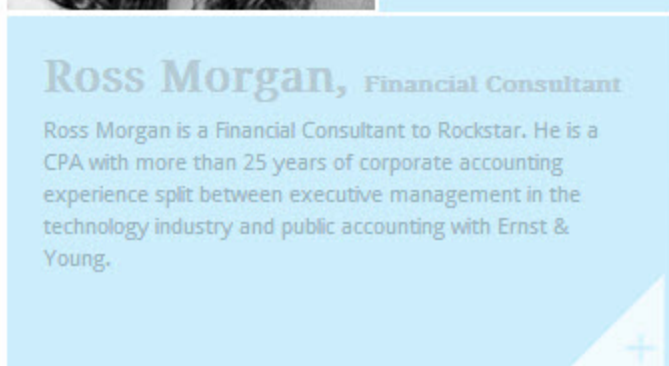 Ross Morgan, Financial Consultant
Ross Morgan is a Financial Consultant to Rockstar. He is a
CPA with more than 25 years of corporate accounting
experience split between executive management in the
technology industry and public accounting with Ernst &
Young.
+